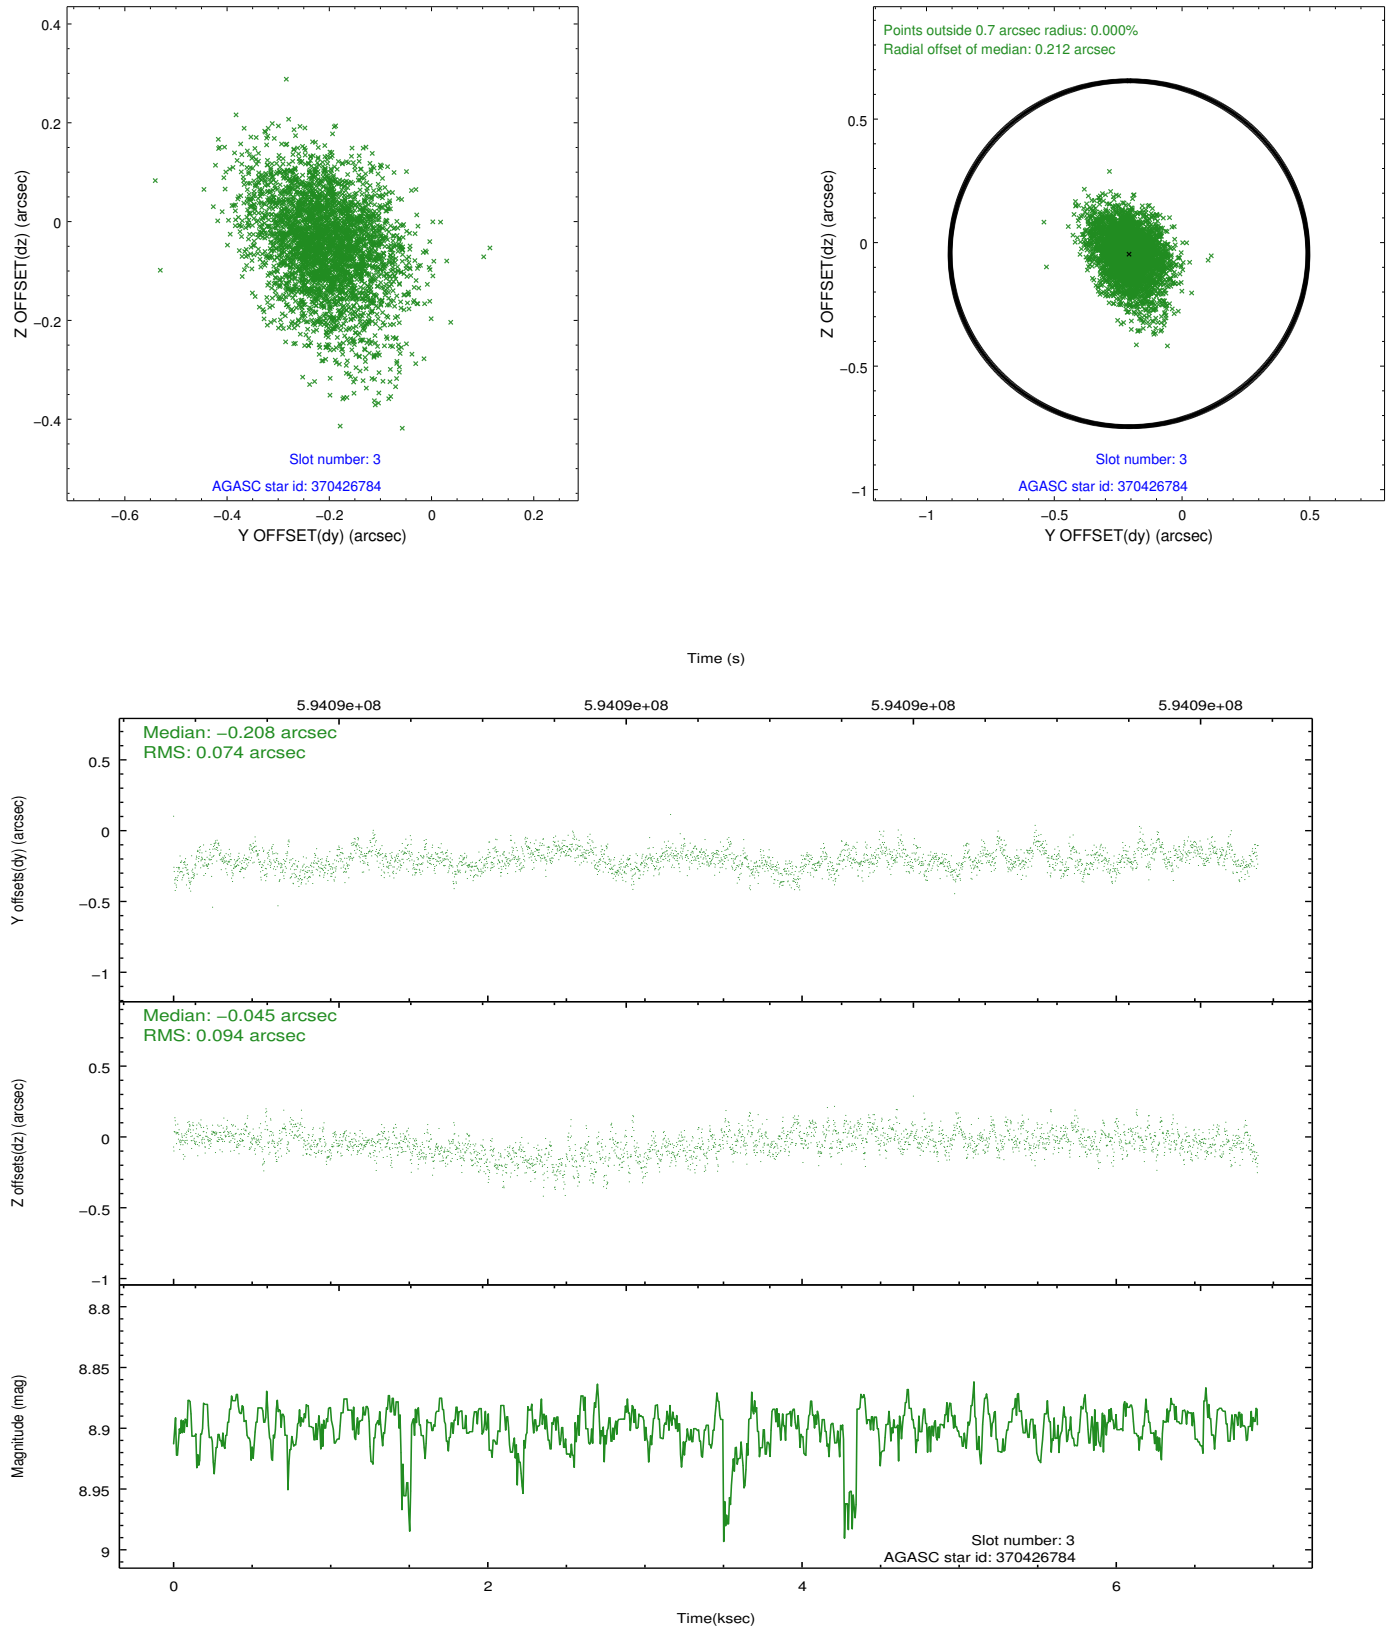 0.4
0.2
0
−0.2
−0.4
Z OFFSET(dz) (arcsec)
Slot number: 3
AGASC star id: 370426784
−0.6 −0.4 −0.2 0 0.2
Y OFFSET(dy) (arcsec)
Points outside 0.7 arcsec radius: 0.000%
Radial offset of median: 0.212 arcsec
0.5
0
−0.5
−1
Z OFFSET(dz) (arcsec)
Slot number: 3
AGASC star id: 370426784
−1 −0.5 0 0.5
Y OFFSET(dy) (arcsec)
Time (s)
5.9409e+08 5.9409e+08 5.9409e+08 5.9409e+08
Median: −0.208 arcsec
RMS: 0.074 arcsec
0.5
0
−0.5
−1
Y offsets(dy) (arcsec)
Median: −0.045 arcsec
RMS: 0.094 arcsec
0.5
0
−0.5
−1
Z offsets(dz) (arcsec)
8.8
8.85
8.9
8.95
9
Magnitude (mag)
Slot number: 3
AGASC star id: 370426784
0 2 4 6
Time(ksec)